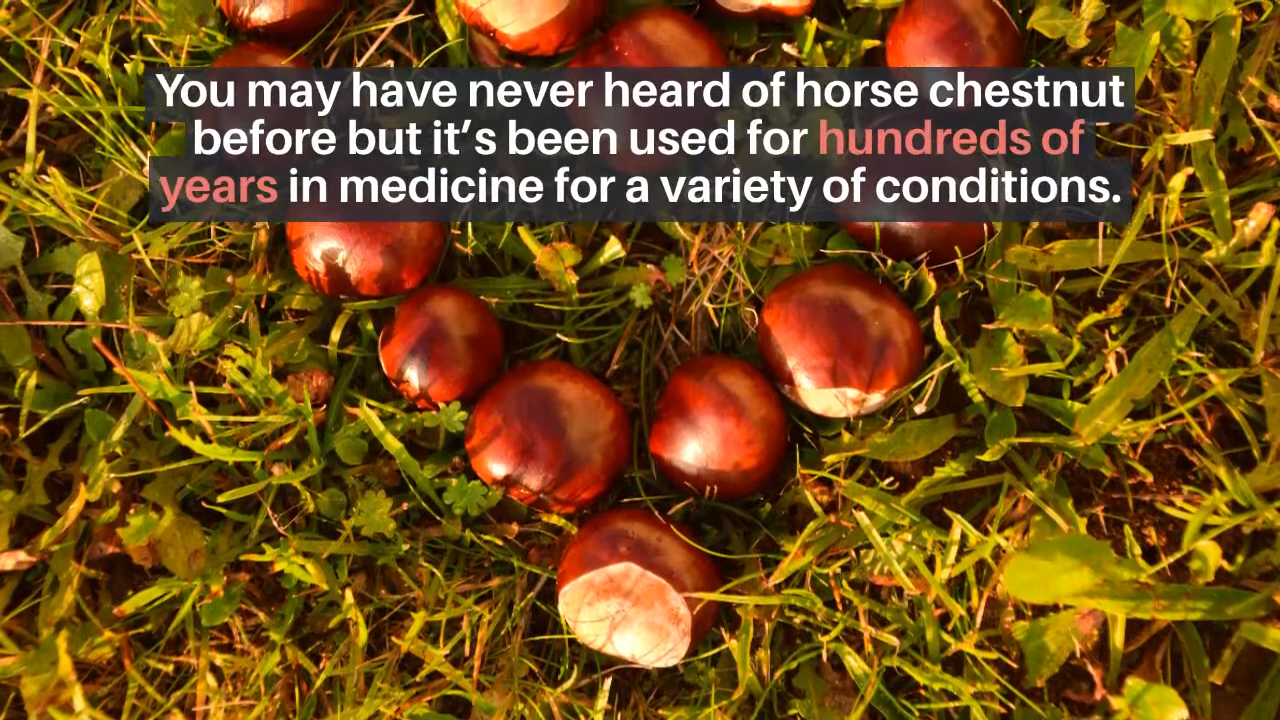 You may have never heard of horse chestnut
before but it’s been used for hundreds of
years in medicine for a variety of conditions.